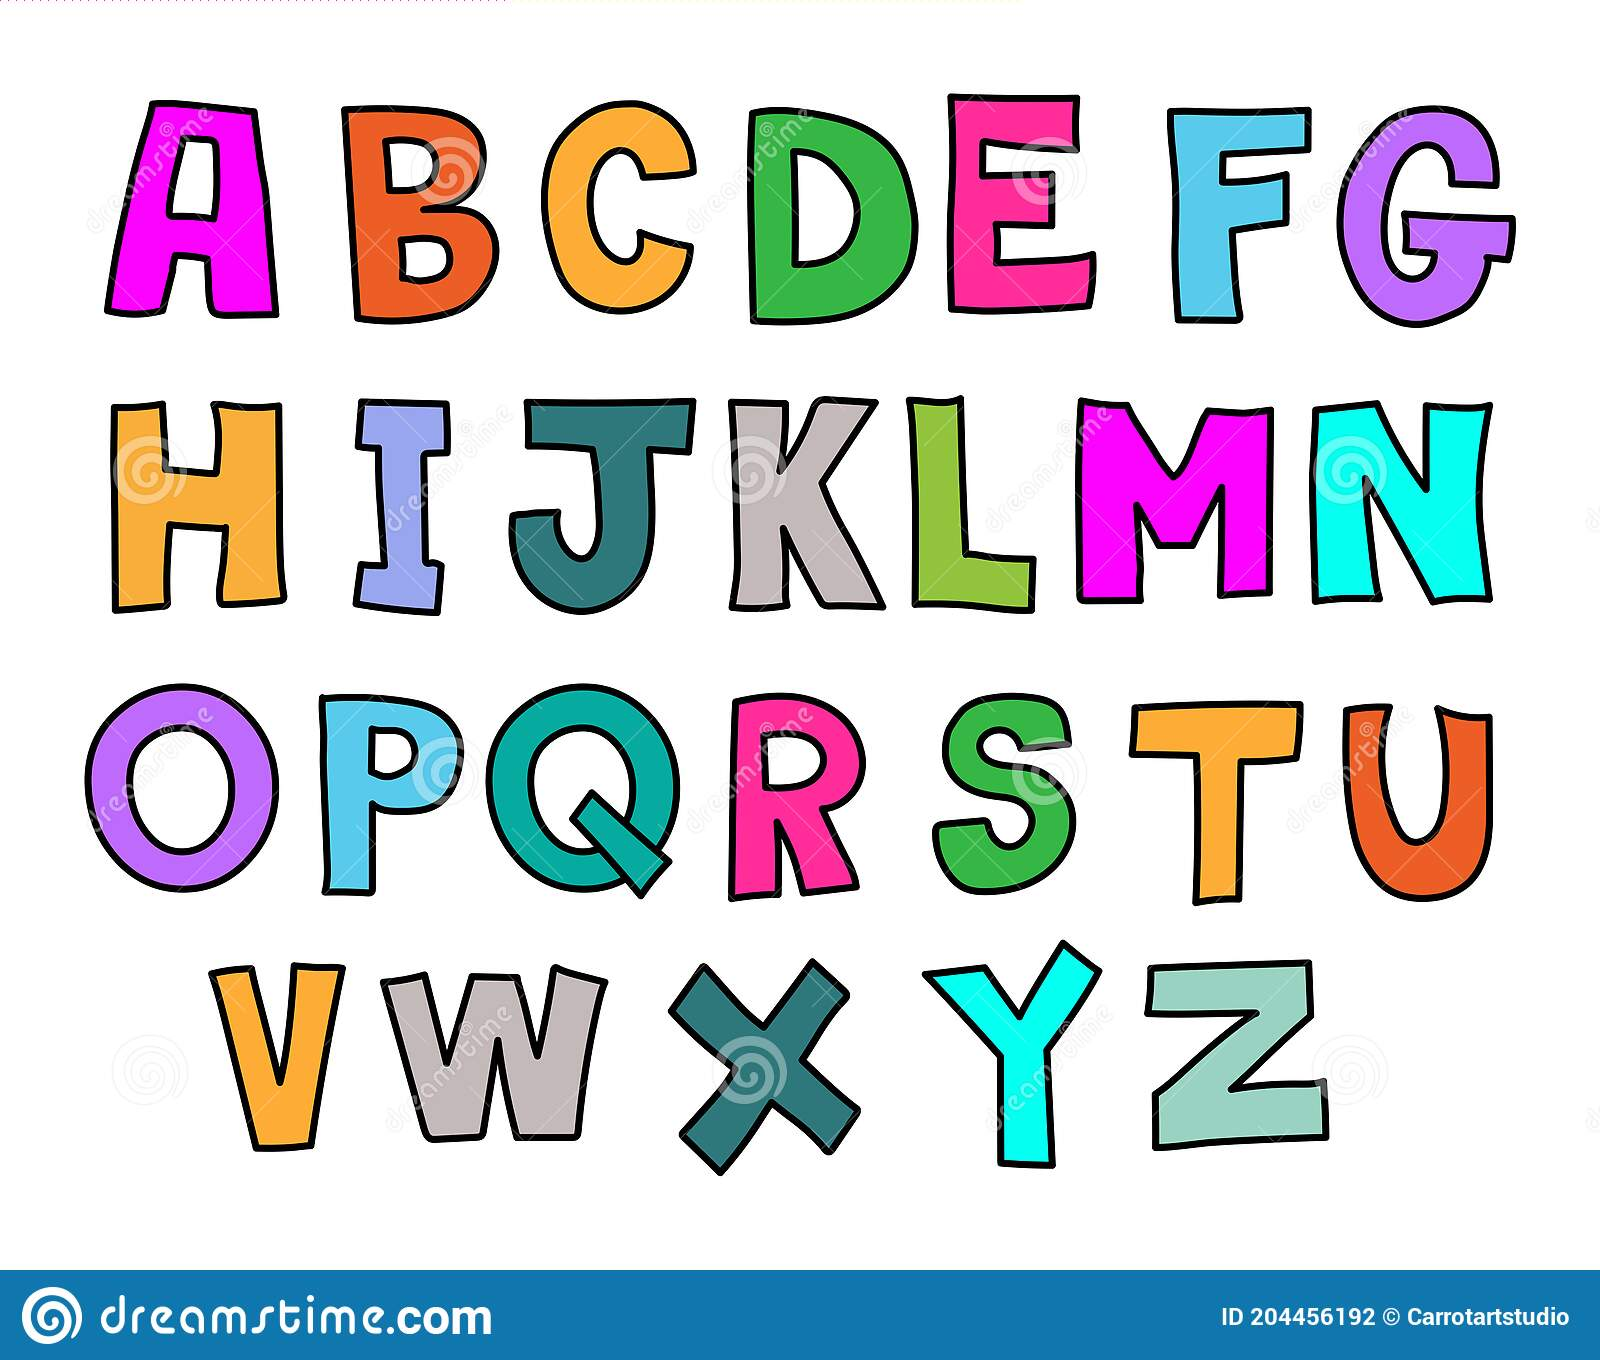 ABCDEFG
HIJKLMN
OPQRSTU
VWXYZ
dreamstime.com
ID 204456192 © Carrotartstudio